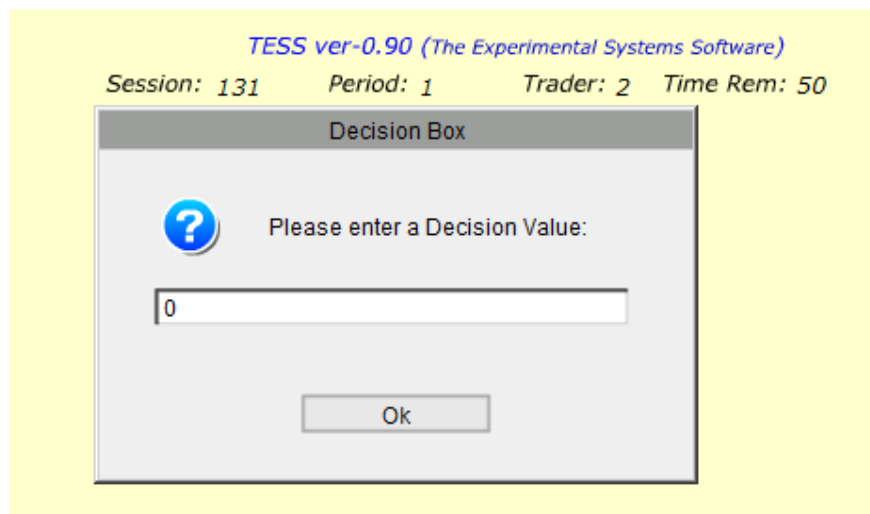 TESS ver-0.90 (The Experimental Systems Software)
Session: 131 Period: 1 Trader: 2 Time Rem: 50
Decision Box
? Please enter a Decision Value:
0
Ok